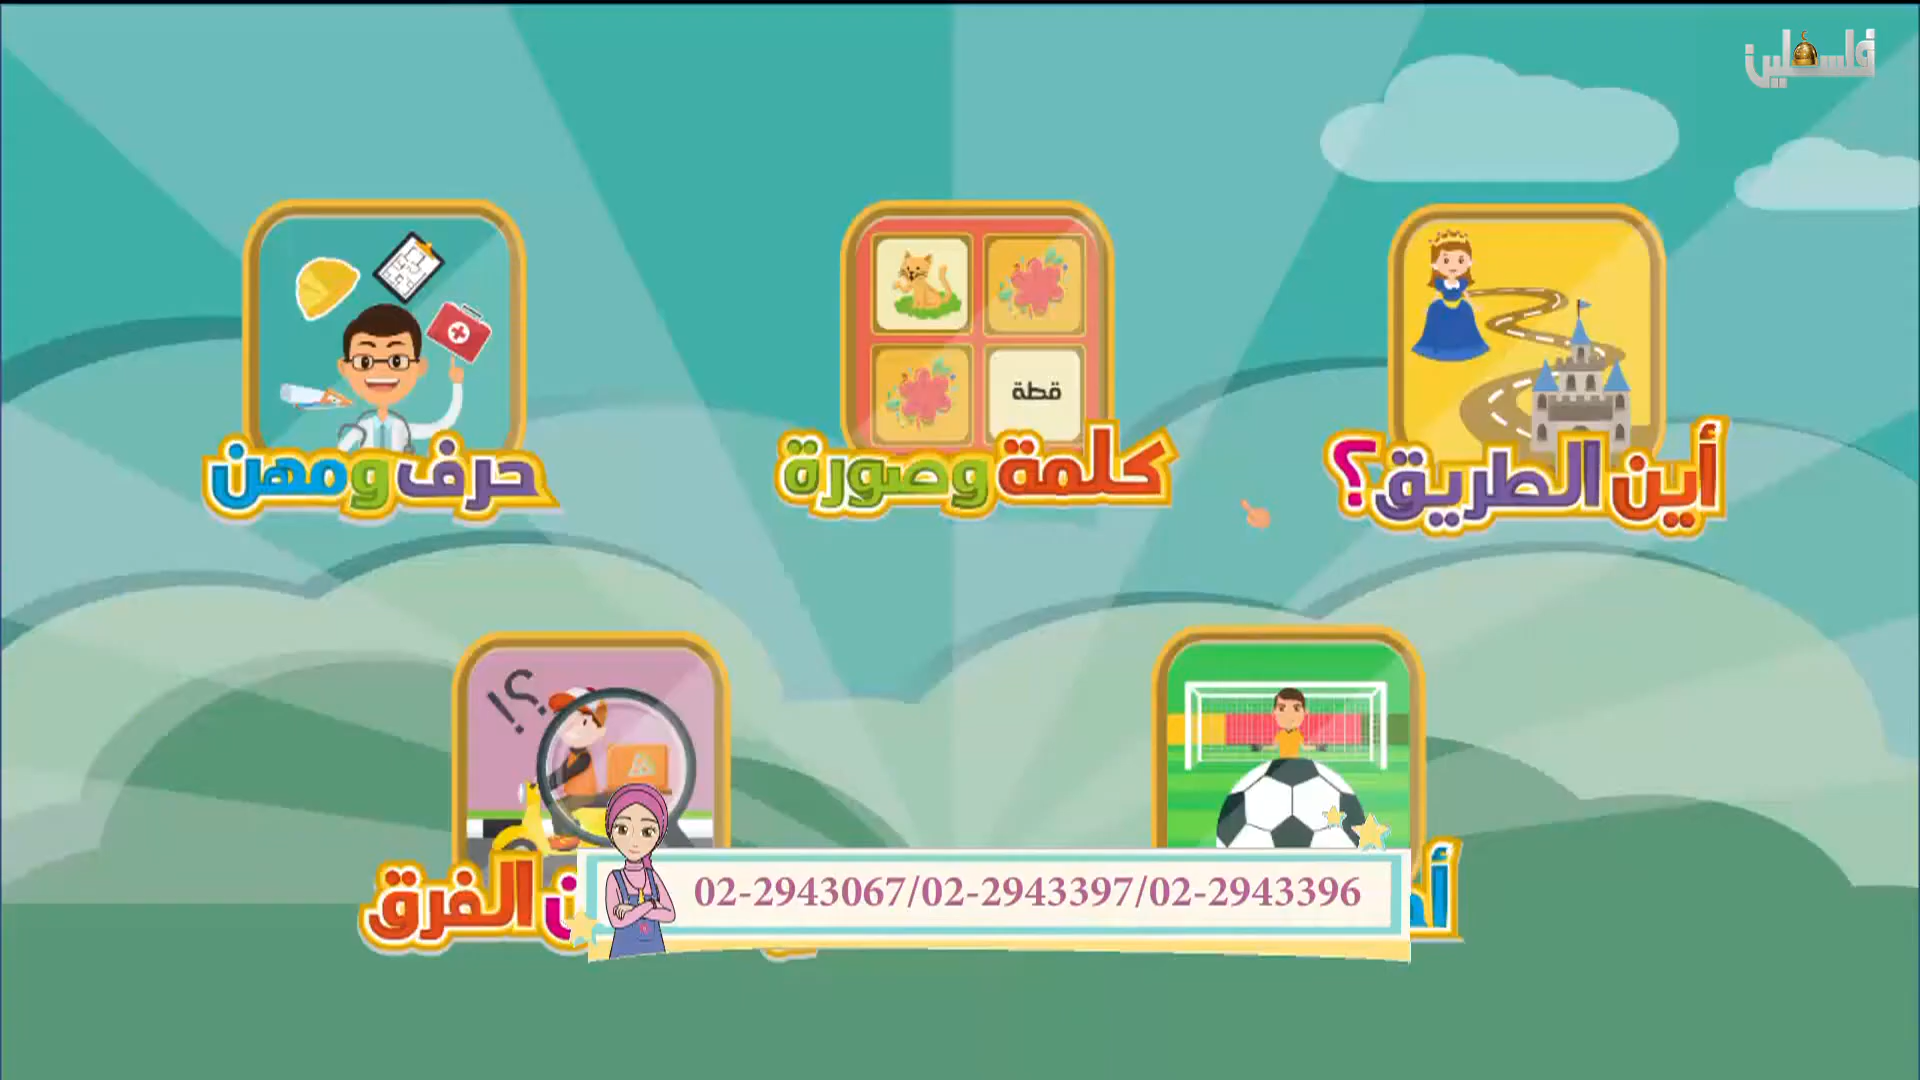 فلسطين
أين الطريق؟
كلمة وصورة
قطة
حرف ومهن
؟!
الفرق
02-2943067/02-2943397/02-2943396